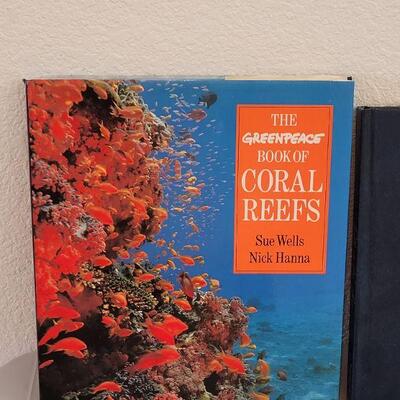 THE
GREENPEACE
BOOK OF
CORAL
REEFS
Sue Wells
Nick Hanna